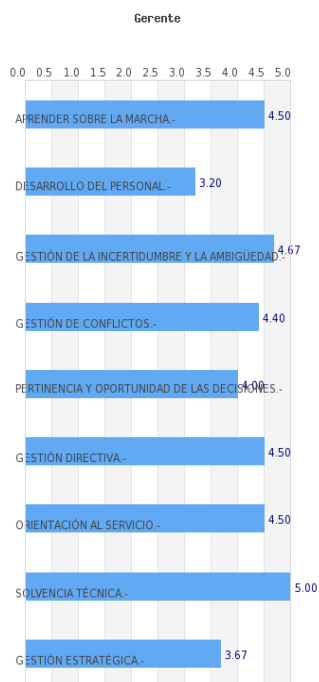 Gerente
0.0 0.5 1.0 1.5 2.0 2.5 3.0 3.5 4.0 4.5 5.0
APRENDER SOBRE LA MARCHA.- 4.50
DESARROLLO DEL PERSONAL.- 3.20
GESTIÓN DE LA INCERTIDUMBRE Y LA AMBIGÜEDAD.- 4.67
GESTIÓN DE CONFLICTOS.- 4.40
PERTINENCIA Y OPORTUNIDAD DE LAS DECISIONES.- 4.00
GESTIÓN DIRECTIVA.- 4.50
ORIENTACIÓN AL SERVICIO.- 4.50
SOLVENCIA TÉCNICA.- 5.00
GESTIÓN ESTRATÉGICA.- 3.67